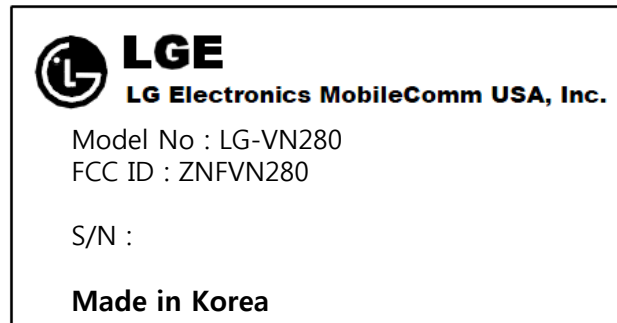 LGE
LG Electronics MobileComm USA, Inc.
Model No : LG-VN280
FCC ID : ZNFVN280
S/N :
Made in Korea